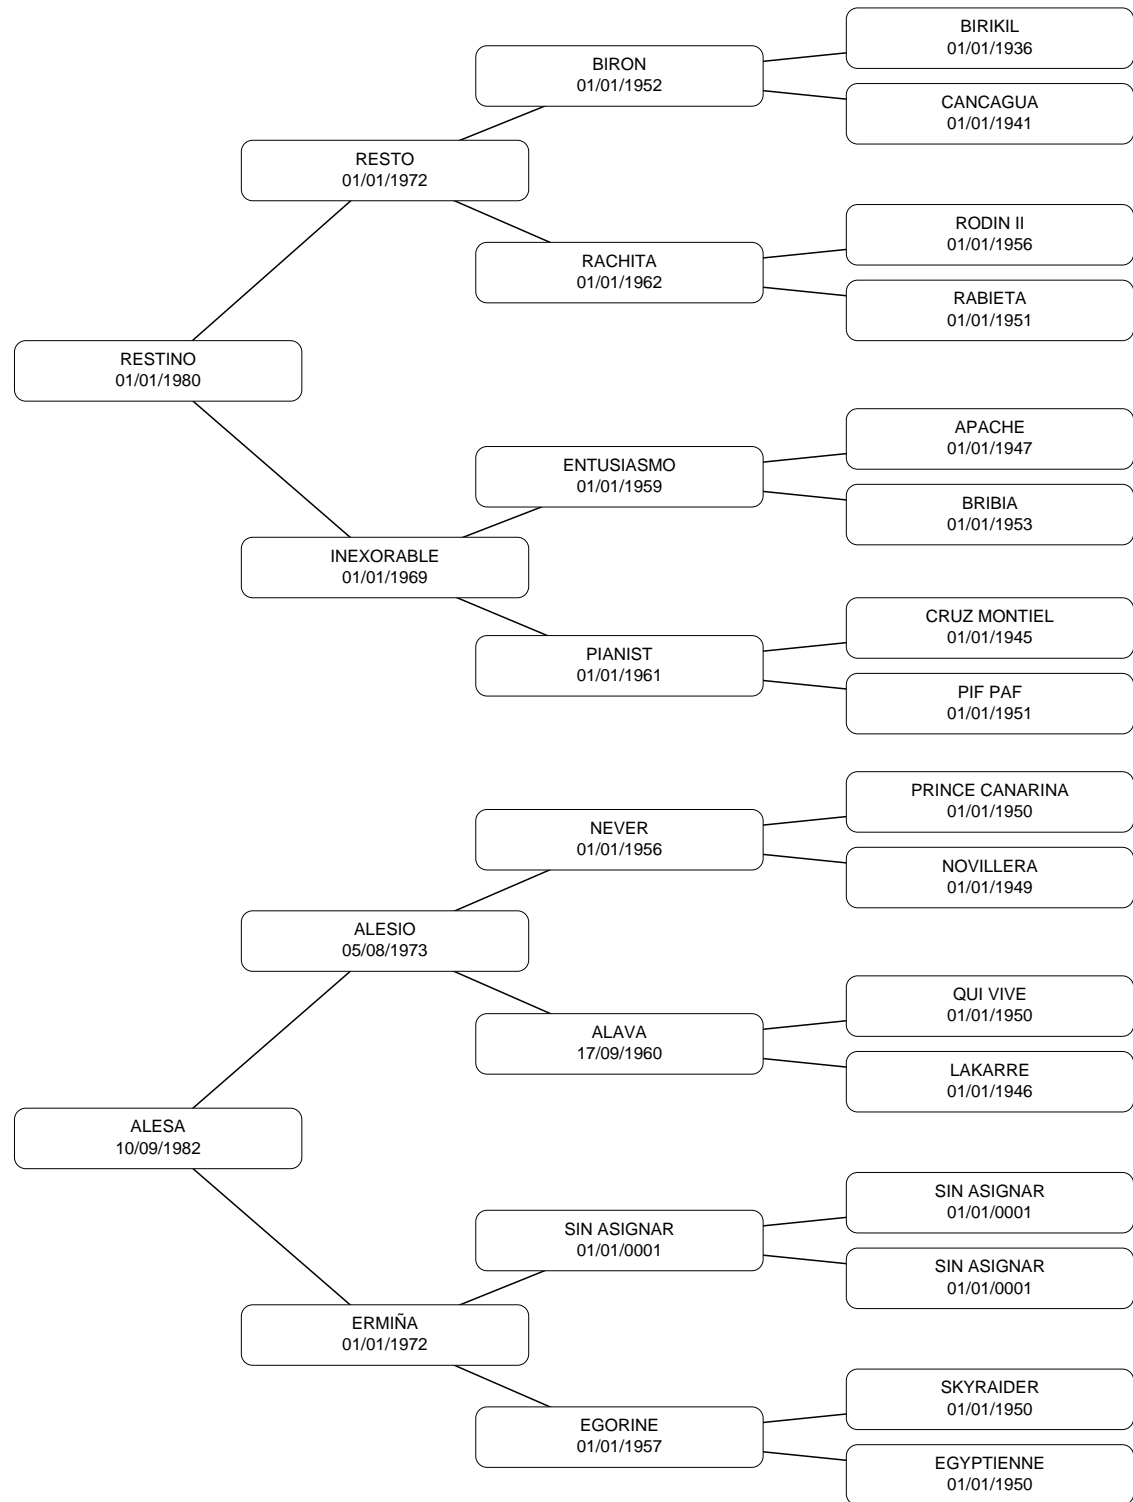 BIRIKIL
01/01/1936
BIRON
01/01/1952
CANCAGUA
01/01/1941
RESTO
01/01/1972
RODIN II
01/01/1956
RACHITA
01/01/1962
RABIETA
01/01/1951
RESTINO
01/01/1980
APACHE
01/01/1947
ENTUSIASMO
01/01/1959
BRIBIA
01/01/1953
INEXORABLE
01/01/1969
CRUZ MONTIEL
01/01/1945
PIANIST
01/01/1961
PIF PAF
01/01/1951
PRINCE CANARINA
01/01/1950
NEVER
01/01/1956
NOVILLERA
01/01/1949
ALESIO
05/08/1973
QUI VIVE
01/01/1950
ALAVA
17/09/1960
LAKARRE
01/01/1946
ALESA
10/09/1982
SIN ASIGNAR
01/01/0001
SIN ASIGNAR
01/01/0001
SIN ASIGNAR
01/01/0001
ERMIÑA
01/01/1972
SKYRAIDER
01/01/1950
EGORINE
01/01/1957
EGYPTIENNE
01/01/1950